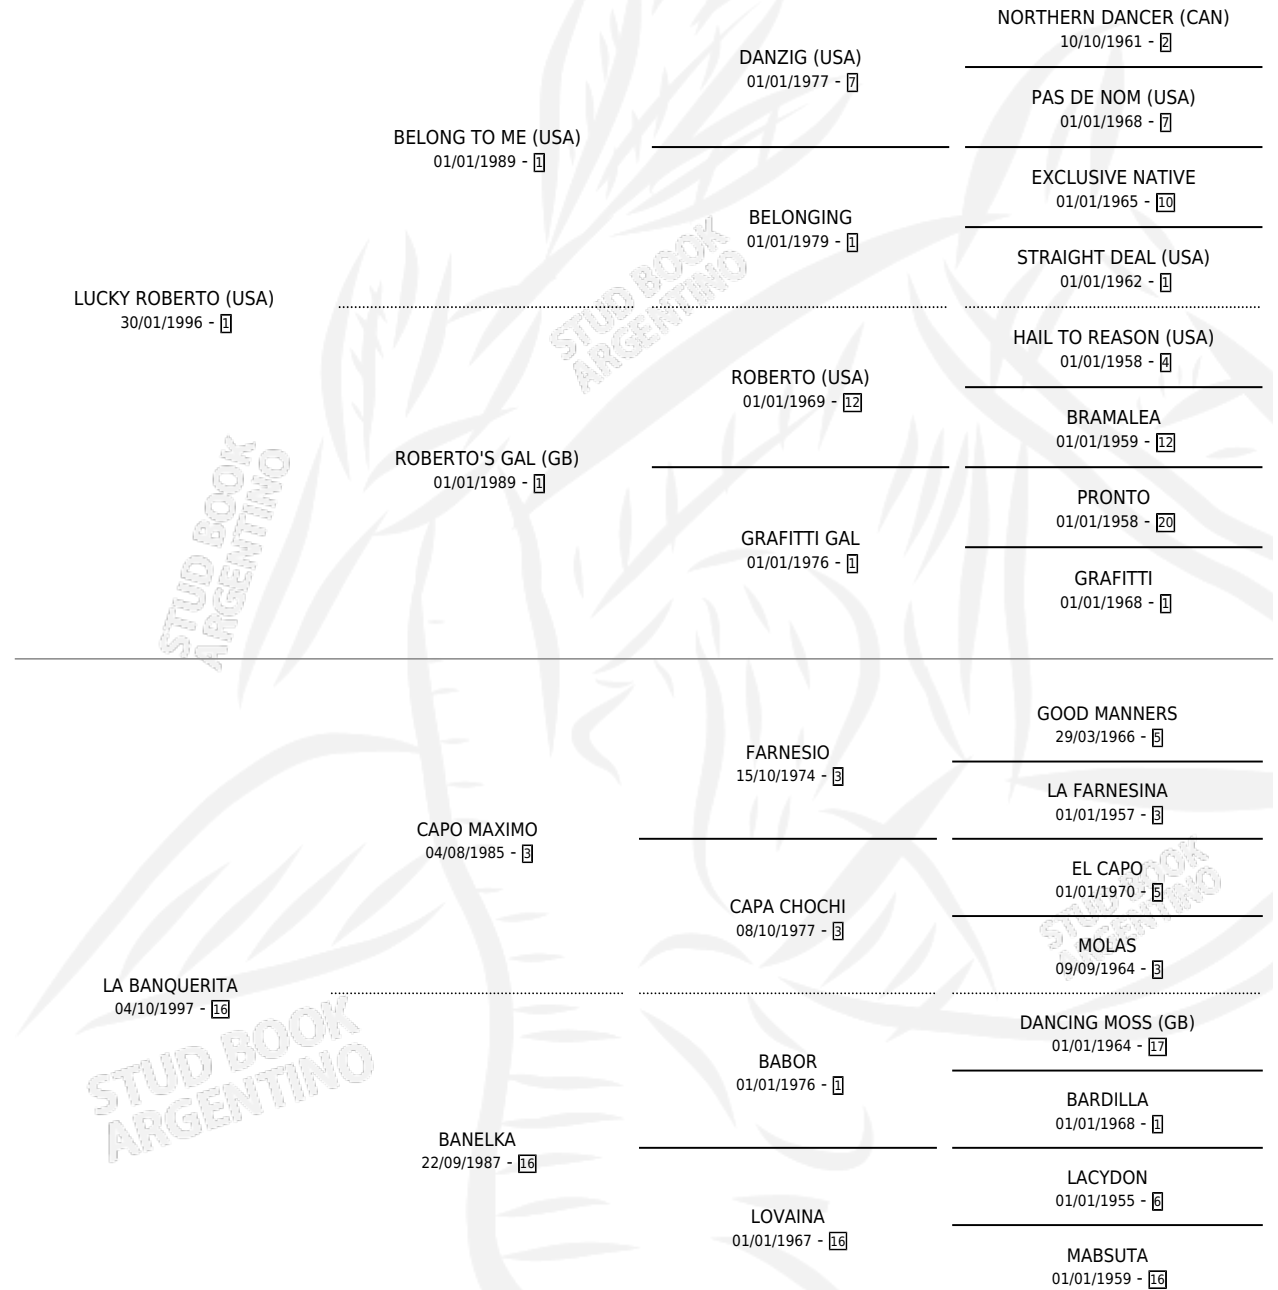 NORTHERN DANCER (CAN)
10/10/1961 - 2
DANZIG (USA)
01/01/1977 - 7
PAS DE NOM (USA)
01/01/1968 - 7
BELONG TO ME (USA)
01/01/1989 - 1
EXCLUSIVE NATIVE
01/01/1965 - 10
BELONGING
01/01/1979 - 1
STRAIGHT DEAL (USA)
01/01/1962 - 1
LUCKY ROBERTO (USA)
30/01/1996 - 1
STUD BOOK
ARGENTINO
HAIL TO REASON (USA)
01/01/1958 - 4
ROBERTO (USA)
01/01/1969 - 12
BRAMALEA
01/01/1959 - 12
ROBERTO'S GAL (GB)
01/01/1989 - 1
PRONTO
01/01/1958 - 20
GRAFITTI GAL
01/01/1976 - 1
GRAFITTI
01/01/1968 - 1
STUD BOOK
ARGENTINO
GOOD MANNERS
29/03/1966 - 5
FARNESIO
15/10/1974 - 3
LA FARNESINA
01/01/1957 - 3
CAPO MAXIMO
04/08/1985 - 3
EL CAPO
01/01/1970 - 5
CAPA CHOCHI
08/10/1977 - 3
STUD BOOK
ARGENTINO
MOLAS
09/09/1964 - 3
LA BANQUERITA
04/10/1997 - 16
DANCING MOSS (GB)
01/01/1964 - 17
STUD BOOK
ARGENTINO
BABOR
01/01/1976 - 1
BARDILLA
01/01/1968 - 1
BANELKA
22/09/1987 - 16
LACYDON
01/01/1955 - 6
LOVAINA
01/01/1967 - 16
MABSUTA
01/01/1959 - 16